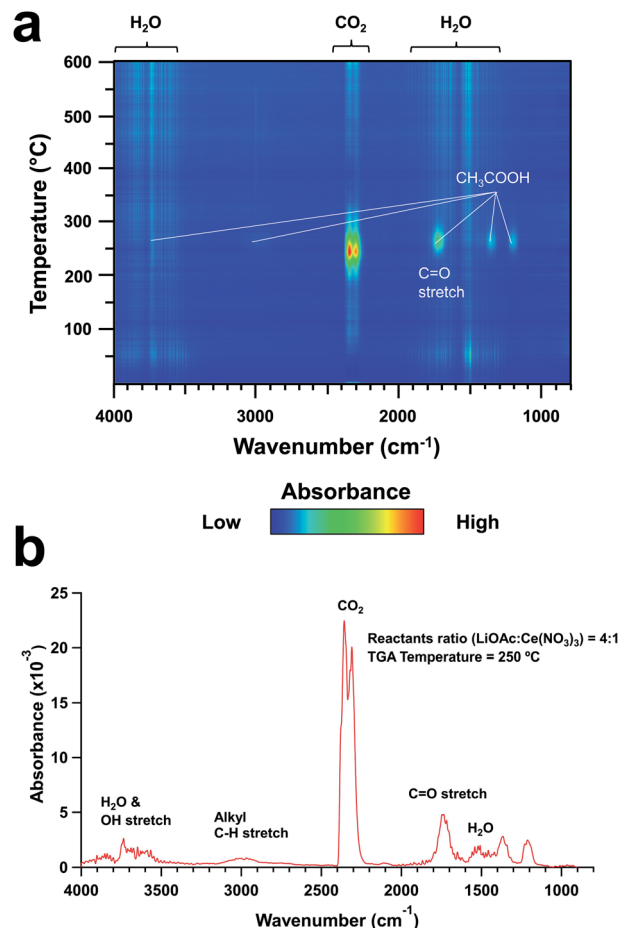 a
H₂O CO₂ H₂O
600
500
400
300
200
100
Temperature (°C)
CH₃COOH
C=O
stretch
4000 3000 2000 1000
Wavenumber (cm⁻¹)
Absorbance
Low High
b
25
20
15
10
5
0
Absorbance (x10⁻³)
CO₂
Reactants ratio (LiOAc:Ce(NO₃)₃) = 4:1
TGA Temperature = 250 ºC
H₂O &
OH stretch
Alkyl
C-H stretch
C=O stretch
H₂O
4000 3500 3000 2500 2000 1500 1000
Wavenumber (cm⁻¹)